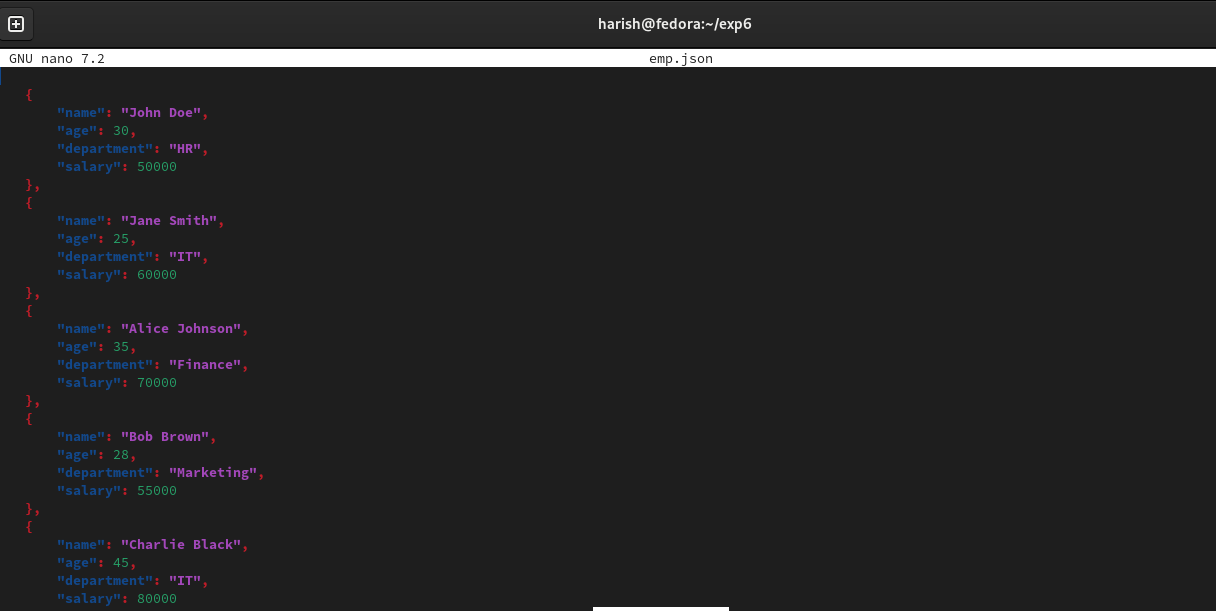 harish@fedora:~/exp6
GNU nano 7.2 emp.json
{
"name": "John Doe",
"age": 30,
"department": "HR",
"salary": 50000
},
{
"name": "Jane Smith",
"age": 25,
"department": "IT",
"salary": 60000
},
{
"name": "Alice Johnson",
"age": 35,
"department": "Finance",
"salary": 70000
},
{
"name": "Bob Brown",
"age": 28,
"department": "Marketing",
"salary": 55000
},
{
"name": "Charlie Black",
"age": 45,
"department": "IT",
"salary": 80000